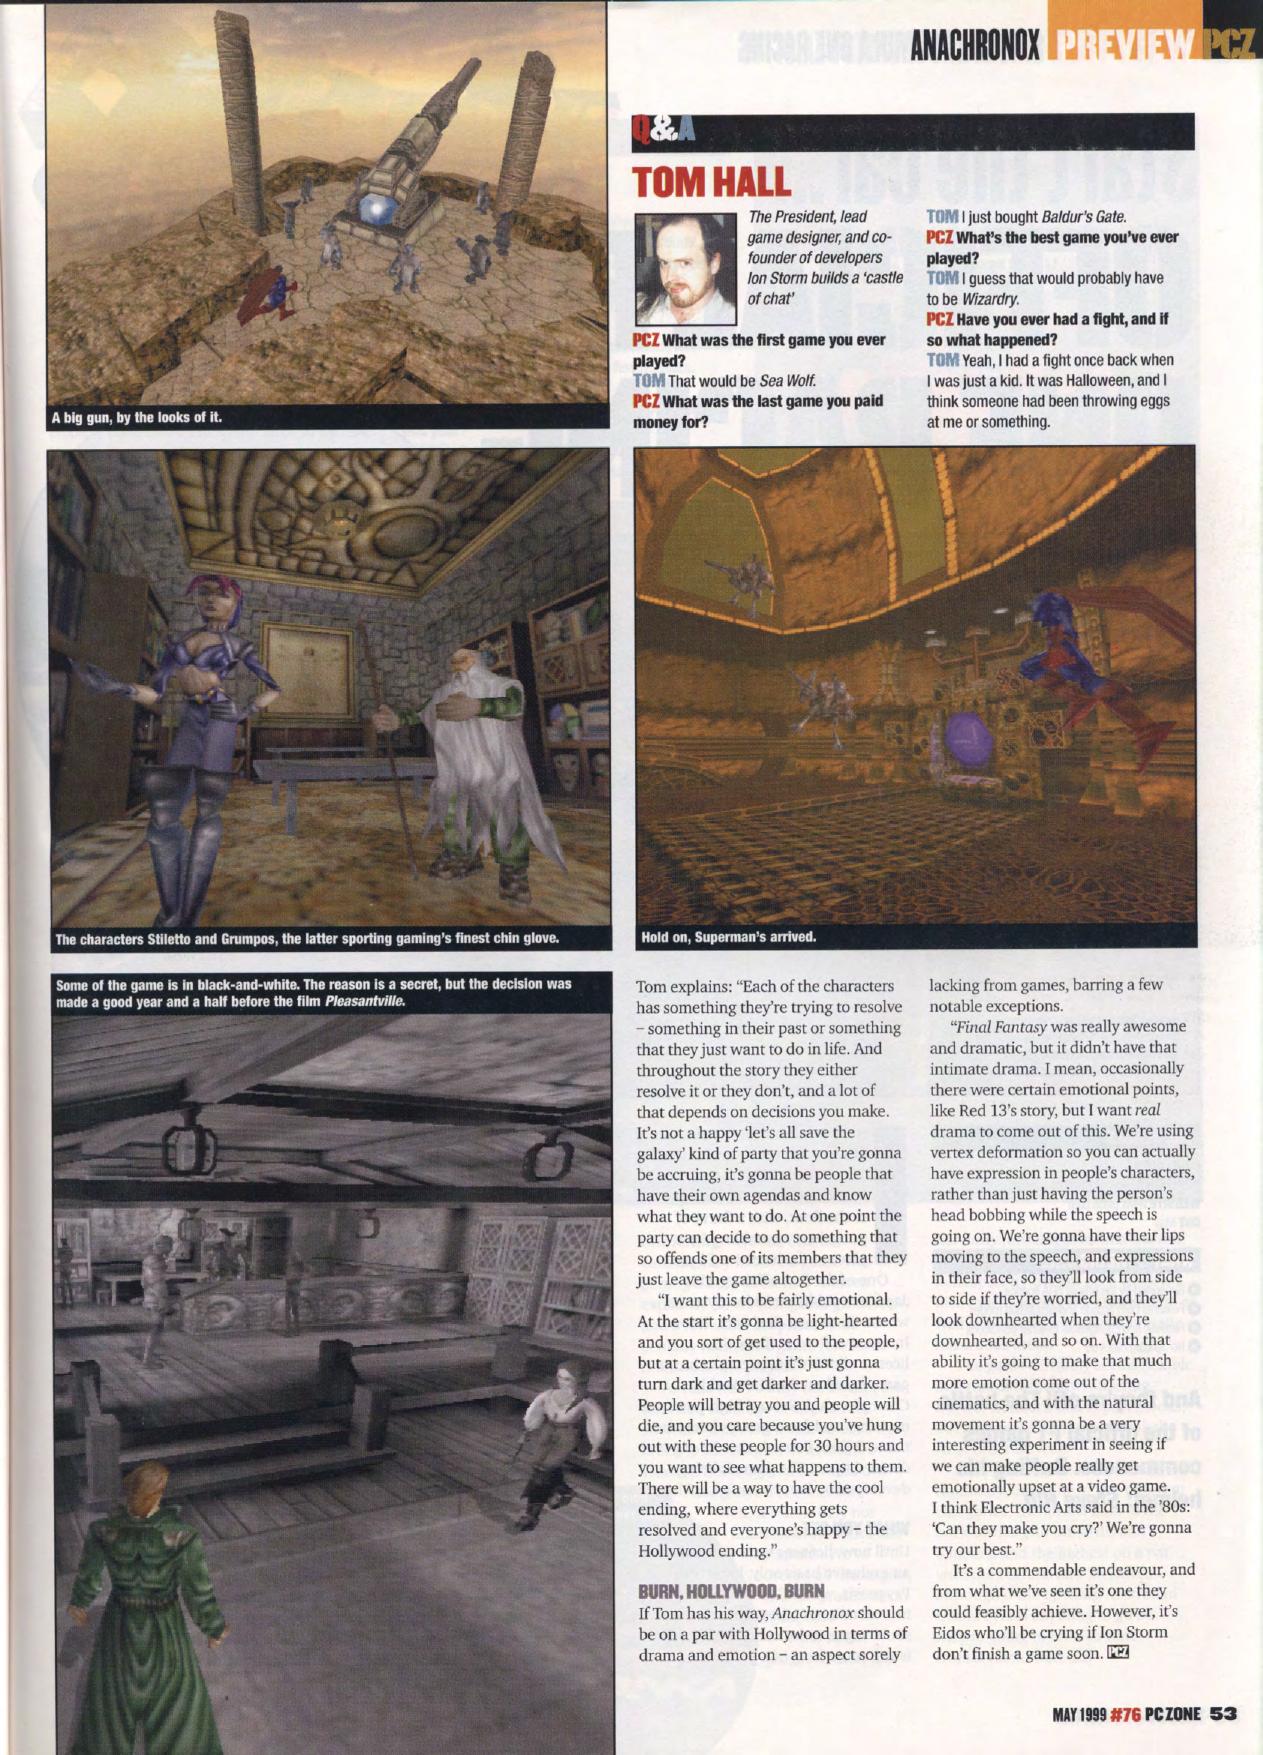 ANACHRONOX PREVIEW PCZ
A big gun, by the looks of it.
Q&A
TOM HALL
The President, lead
game designer, and co-
founder of developers
Ion Storm builds a 'castle
of chat'
PCZ What was the first game you ever
played?
TOM That would be Sea Wolf.
PCZ What was the last game you paid
money for?
TOM I just bought Baldur's Gate.
PCZ What's the best game you've ever
played?
TOM I guess that would probably have
to be Wizardry.
PCZ Have you ever had a fight, and if
so what happened?
TOM Yeah, I had a fight once back when
I was just a kid. It was Halloween, and I
think someone had been throwing eggs
at me or something.
The characters Stiletto and Grumpos, the latter sporting gaming's finest chin glove.
Hold on, Superman's arrived.
Some of the game is in black-and-white. The reason is a secret, but the decision was
made a good year and a half before the film Pleasantville.
Tom explains: "Each of the characters
has something they're trying to resolve
– something in their past or something
that they just want to do in life. And
throughout the story they either
resolve it or they don't, and a lot of
that depends on decisions you make.
It's not a happy 'let's all save the
galaxy' kind of party that you're gonna
be accruing, it's gonna be people that
have their own agendas and know
what they want to do. At one point the
party can decide to do something that
so offends one of its members that they
just leave the game altogether.
"I want this to be fairly emotional.
At the start it's gonna be light-hearted
and you sort of get used to the people,
but at a certain point it's just gonna
turn dark and get darker and darker.
People will betray you and people will
die, and you care because you've hung
out with these people for 30 hours and
you want to see what happens to them.
There will be a way to have the cool
ending, where everything gets
resolved and everyone's happy – the
Hollywood ending."
BURN, HOLLYWOOD, BURN
If Tom has his way, Anachronox should
be on a par with Hollywood in terms of
drama and emotion – an aspect sorely
lacking from games, barring a few
notable exceptions.
"Final Fantasy was really awesome
and dramatic, but it didn't have that
intimate drama. I mean, occasionally
there were certain emotional points,
like Red 13's story, but I want real
drama to come out of this. We're using
vertex deformation so you can actually
have expression in people's characters,
rather than just having the person's
head bobbing while the speech is
going on. We're gonna have their lips
moving to the speech, and expressions
in their face, so they'll look from side
to side if they're worried, and they'll
look downhearted when they're
downhearted, and so on. With that
ability it's going to make that much
more emotion come out of the
cinematics, and with the natural
movement it's gonna be a very
interesting experiment in seeing if
we can make people really get
emotionally upset at a video game.
I think Electronic Arts said in the '80s:
'Can they make you cry?' We're gonna
try our best."
It's a commendable endeavour, and
from what we've seen it's one they
could feasibly achieve. However, it's
Eidos who'll be crying if Ion Storm
don't finish a game soon. PCZ
MAY 1999 #76 PC ZONE 53